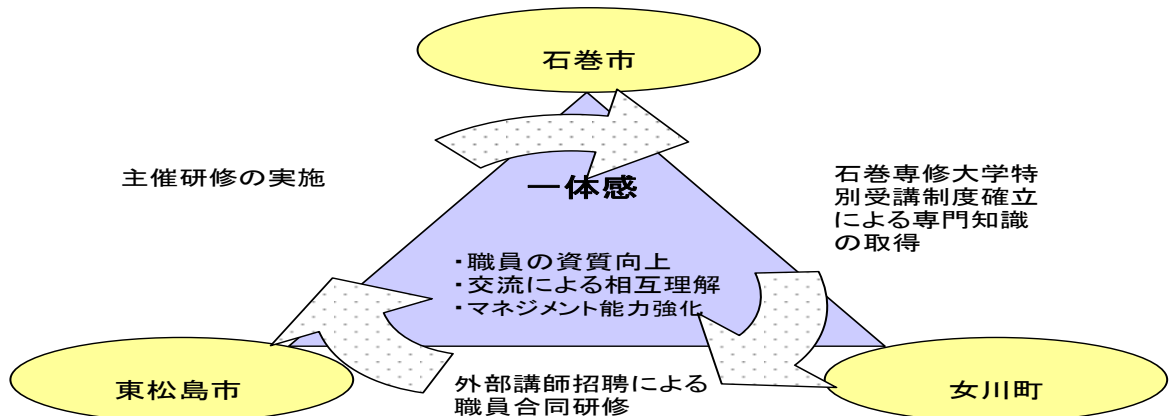 石巻市
主催研修の実施
一体感
石巻専修大学特
別受講制度確立
による専門知識
の取得
・職員の資質向上
・交流による相互理解
・マネジメント能力強化
東松島市
外部講師招聘による
職員合同研修
女川町